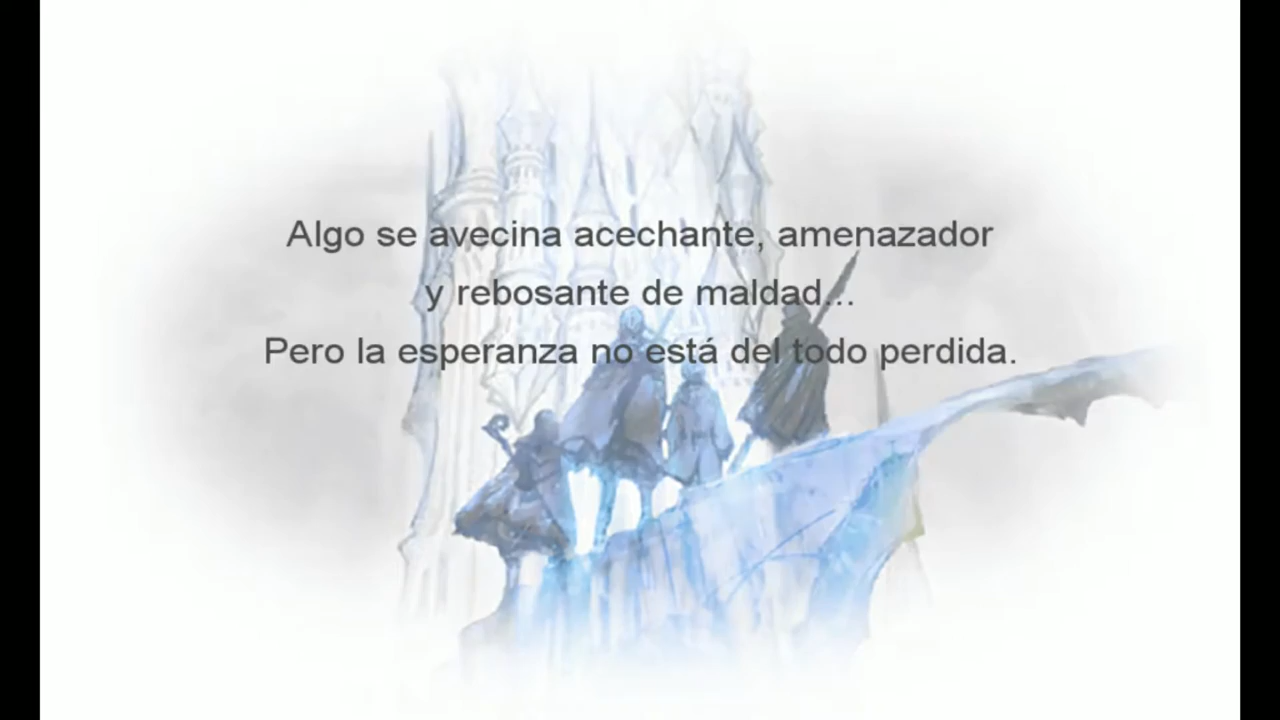 Algo se avecina acechante, amenazador
y rebosante de maldad...
Pero la esperanza no está del todo perdida.